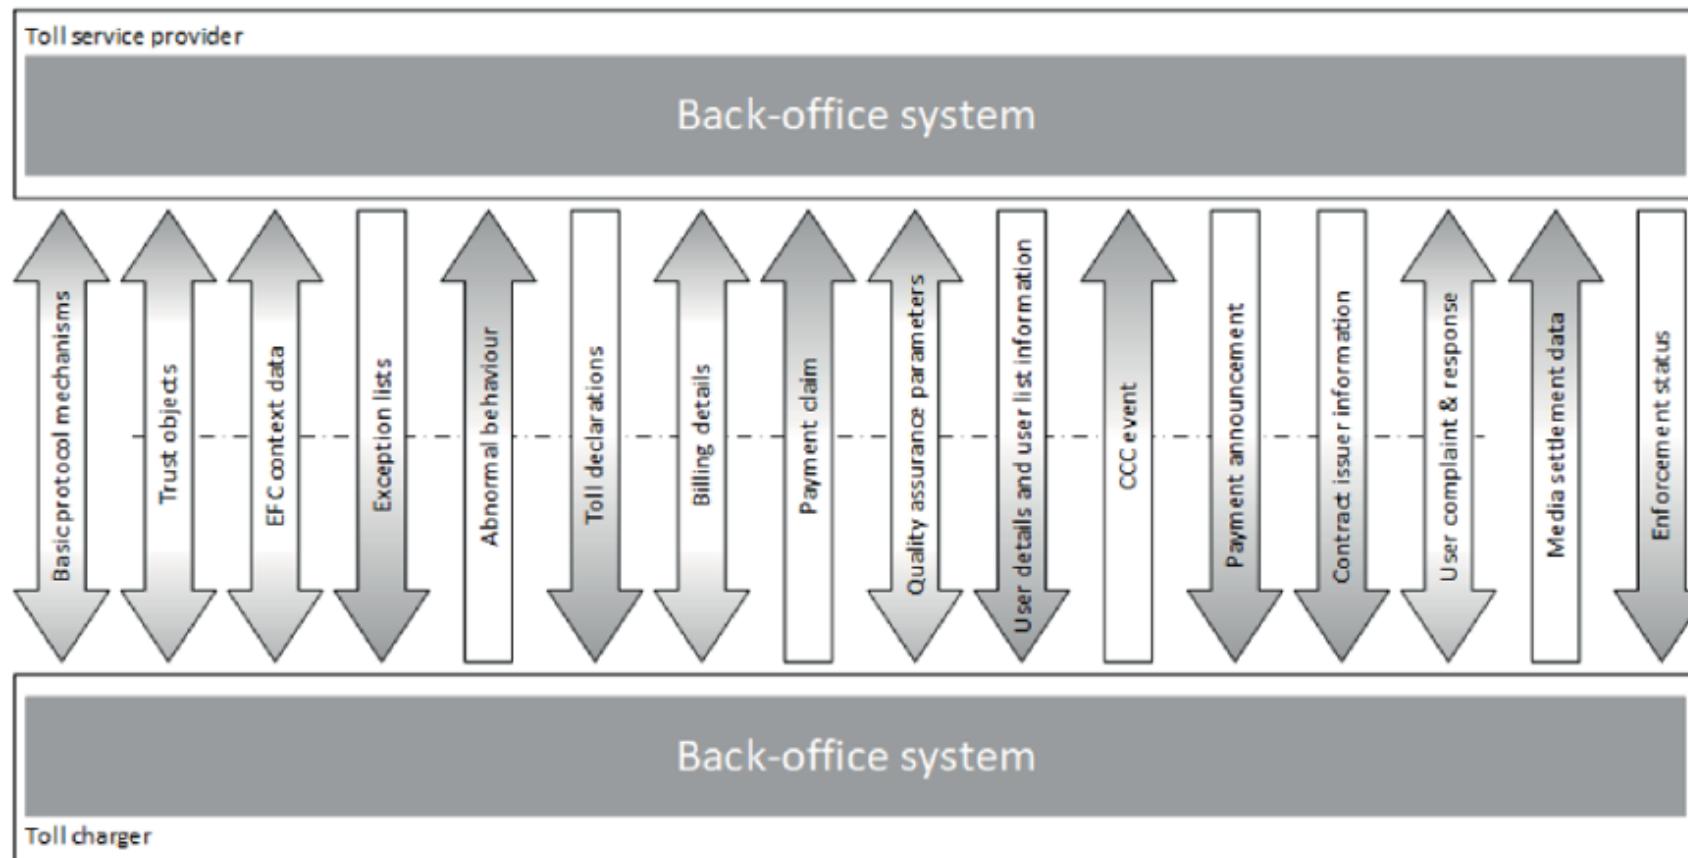 Toll service provider
Back-office system
Basic protocol mechanisms
Trust objects
EFC context data
Exception lists
Abnormal behaviour
Toll declarations
Billing details
Payment claim
Quality assurance parameters
User details and user list information
CCC event
Payment announcement
Contract issuer information
User complaint & response
Media settlement data
Enforcement status
Back-office system
Toll charger